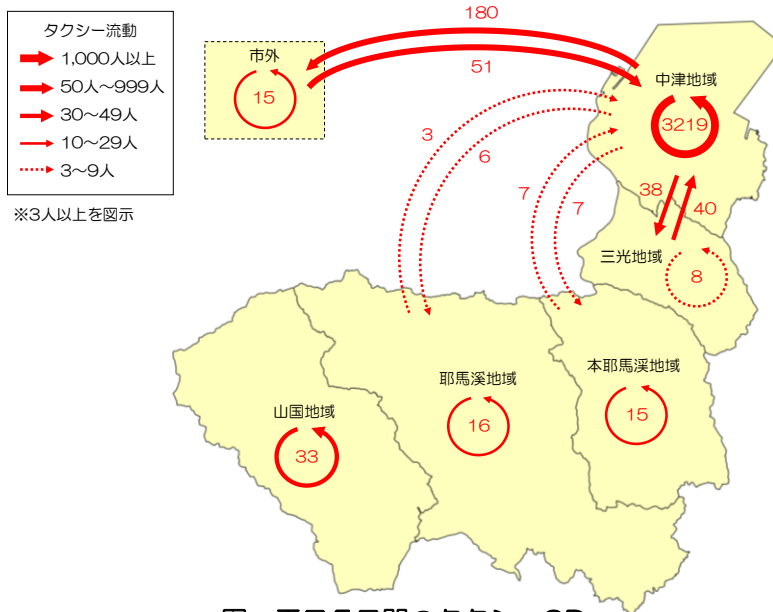 タクシー流動
1,000人以上
50人～999人
30～49人
10～29人
3～9人
※3人以上を図示
市外
15
180
51
中津地域
3219
3
6
7
7
38
40
三光地域
8
耶馬溪地域
16
本耶馬溪地域
15
山国地域
33